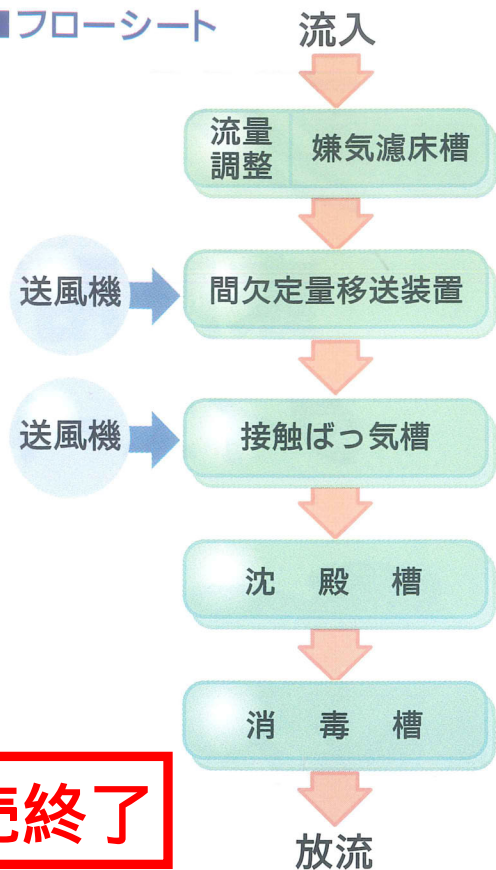 ■フローシート
流入
流量
調整
嫌気濾床槽
送風機
間欠定量移送装置
送風機
接触ばっ気槽
沈 殿 槽
消 毒 槽
終了
放流